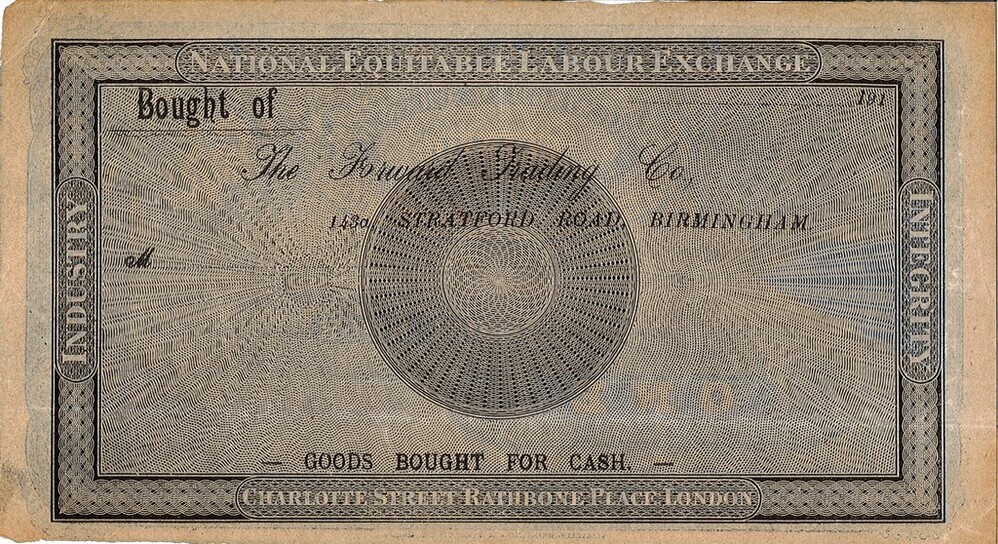 NATIONAL EQUITABLE LABOUR EXCHANGE
Bought of
191
The Forward Trading Co,
143a STRATFORD ROAD, BIRMINGHAM
M
INDUSTRY
INTEGRITY
— GOODS BOUGHT FOR CASH. —
CHARLOTTE STREET RATHBONE PLACE LONDON